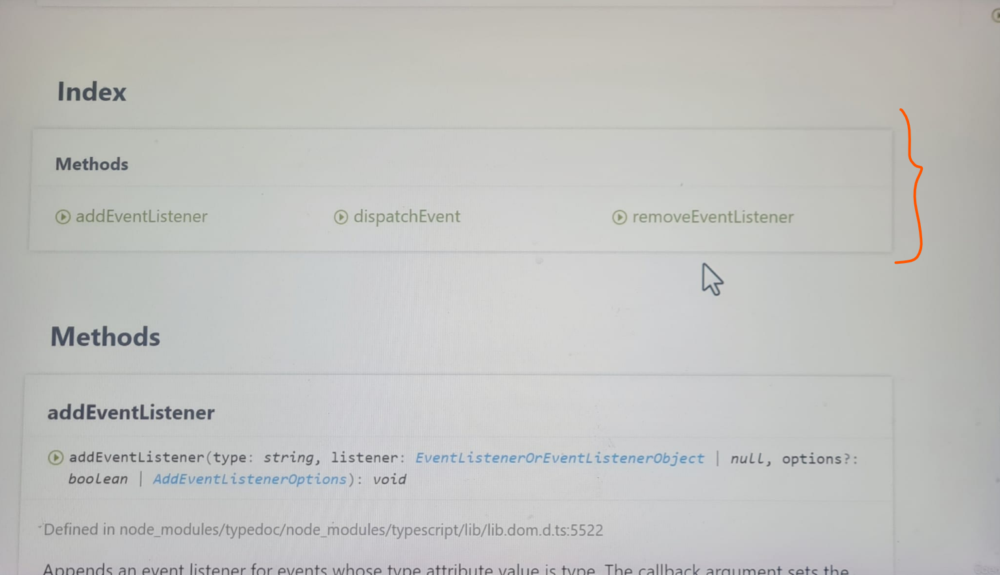 Index
Methods
addEventListener dispatchEvent removeEventListener
Methods
addEventListener
addEventListener(type: string, listener: EventListenerOrEventListenerObject | null, options?:
boolean | AddEventListenerOptions): void
Defined in node_modules/typedoc/node_modules/typescript/lib/lib.dom.d.ts:5522
Appends an event listener for events whose type attribute value is type. The callback argument sets the